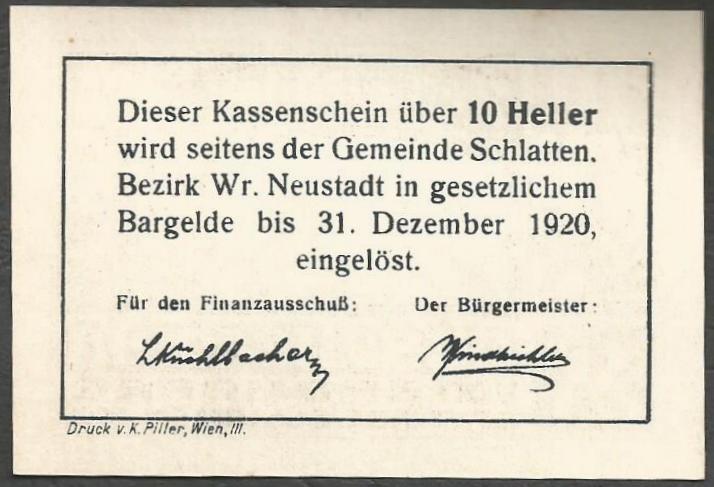 Dieser Kassenschein über 10 Heller
wird seitens der Gemeinde Schlatten.
Bezirk Wr. Neustadt in gesetzlichem
Bargelde bis 31. Dezember 1920,
eingelöst.
Für den Finanzausschuß: Der Bürgermeister:
Druck v. K. Piller, Wien, III.